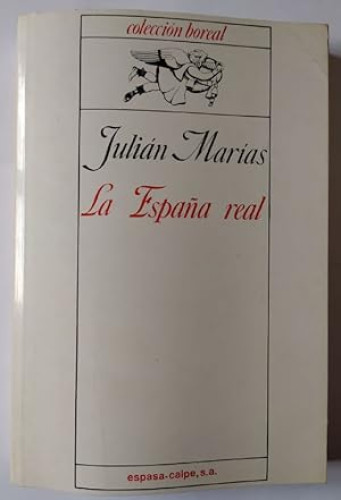 colección boreal
Julián Marías
La España real
espasa-calpe, s.a.